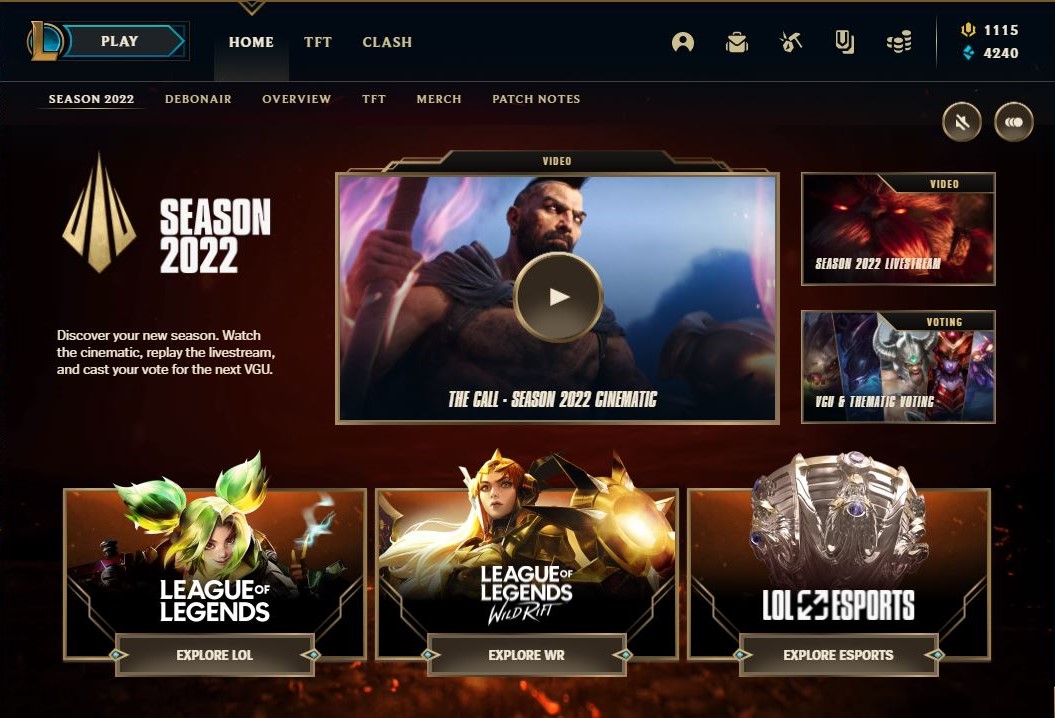 PLAY
HOME
TFT
CLASH
1115
4240
SEASON 2022
DEBONAIR
OVERVIEW
TFT
MERCH
PATCH NOTES
SEASON
2022
Discover your new season. Watch
the cinematic, replay the livestream,
and cast your vote for the next VGU.
VIDEO
THE CALL - SEASON 2022 CINEMATIC
VIDEO
SEASON 2022 LIVESTREAM
VOTING
VGU & THEMATIC VOTING
LEAGUE OF
LEGENDS
EXPLORE LOL
LEAGUE OF
LEGENDS
WILD RIFT
EXPLORE WR
LOL ESPORTS
EXPLORE ESPORTS